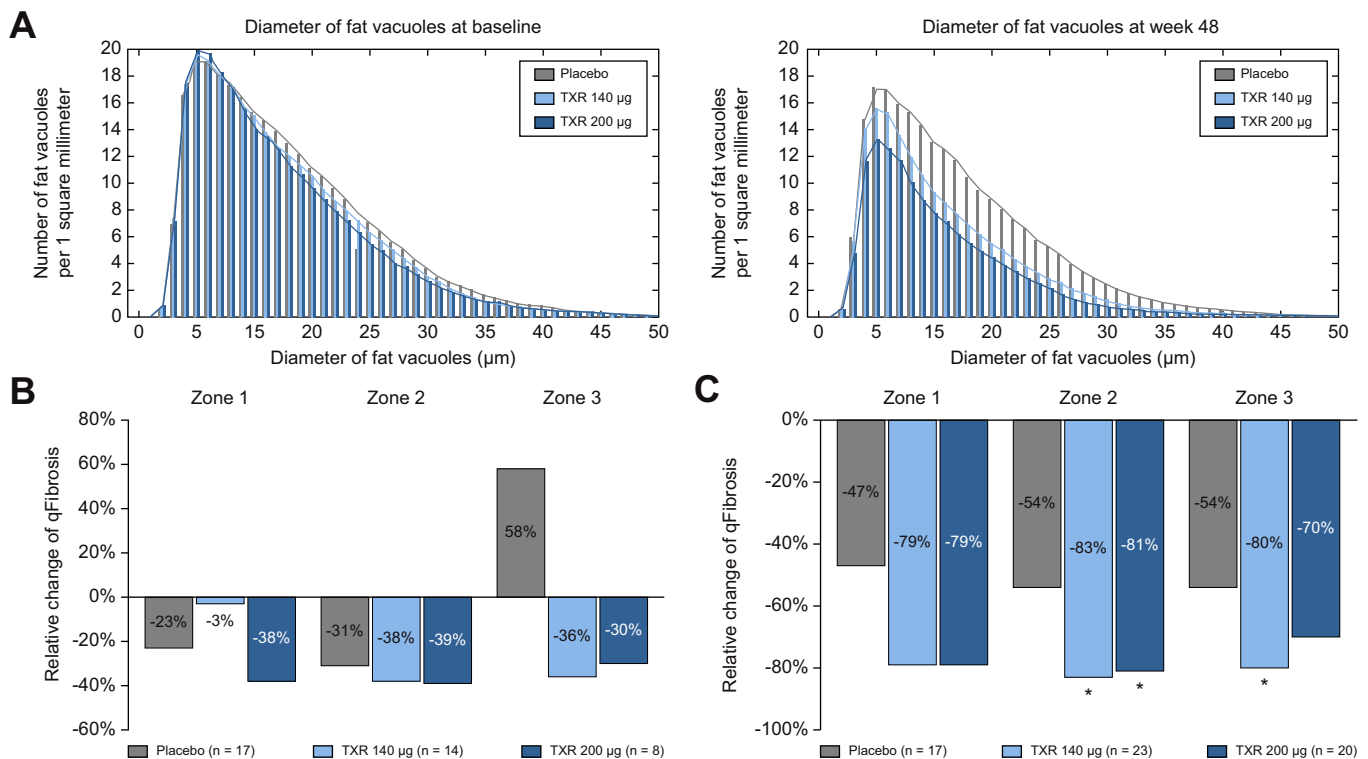 A
Diameter of fat vacuoles at baseline
Number of fat vacuoles
per 1 square millimeter
20
18
16
14
12
10
8
6
4
2
0
0
5
15
20
25
30
35
40
45
50
Diameter of fat vacuoles (µm)
Placebo
TXR 140 µg
TXR 200 µg
Diameter of fat vacuoles at week 48
Number of fat vacuoles
per 1 square millimeter
20
18
16
14
12
10
8
6
4
2
0
0
5
15
20
25
30
35
40
45
50
Diameter of fat vacuoles (µm)
Placebo
TXR 140 µg
TXR 200 µg
B
Zone 1
Zone 2
Zone 3
Relative change of qFibrosis
80%
60%
40%
20%
0%
-20%
-40%
-60%
-23%
-3%
-38%
-31%
-38%
-39%
58%
-36%
-30%
Placebo (n = 17)
TXR 140 µg (n = 14)
TXR 200 µg (n = 8)
C
Zone 1
Zone 2
Zone 3
Relative change of qFibrosis
0%
-20%
-40%
-60%
-80%
-100%
-47%
-79%
-79%
-54%
-83%
-81%
-54%
-80%
-70%
*
*
*
Placebo (n = 17)
TXR 140 µg (n = 23)
TXR 200 µg (n = 20)